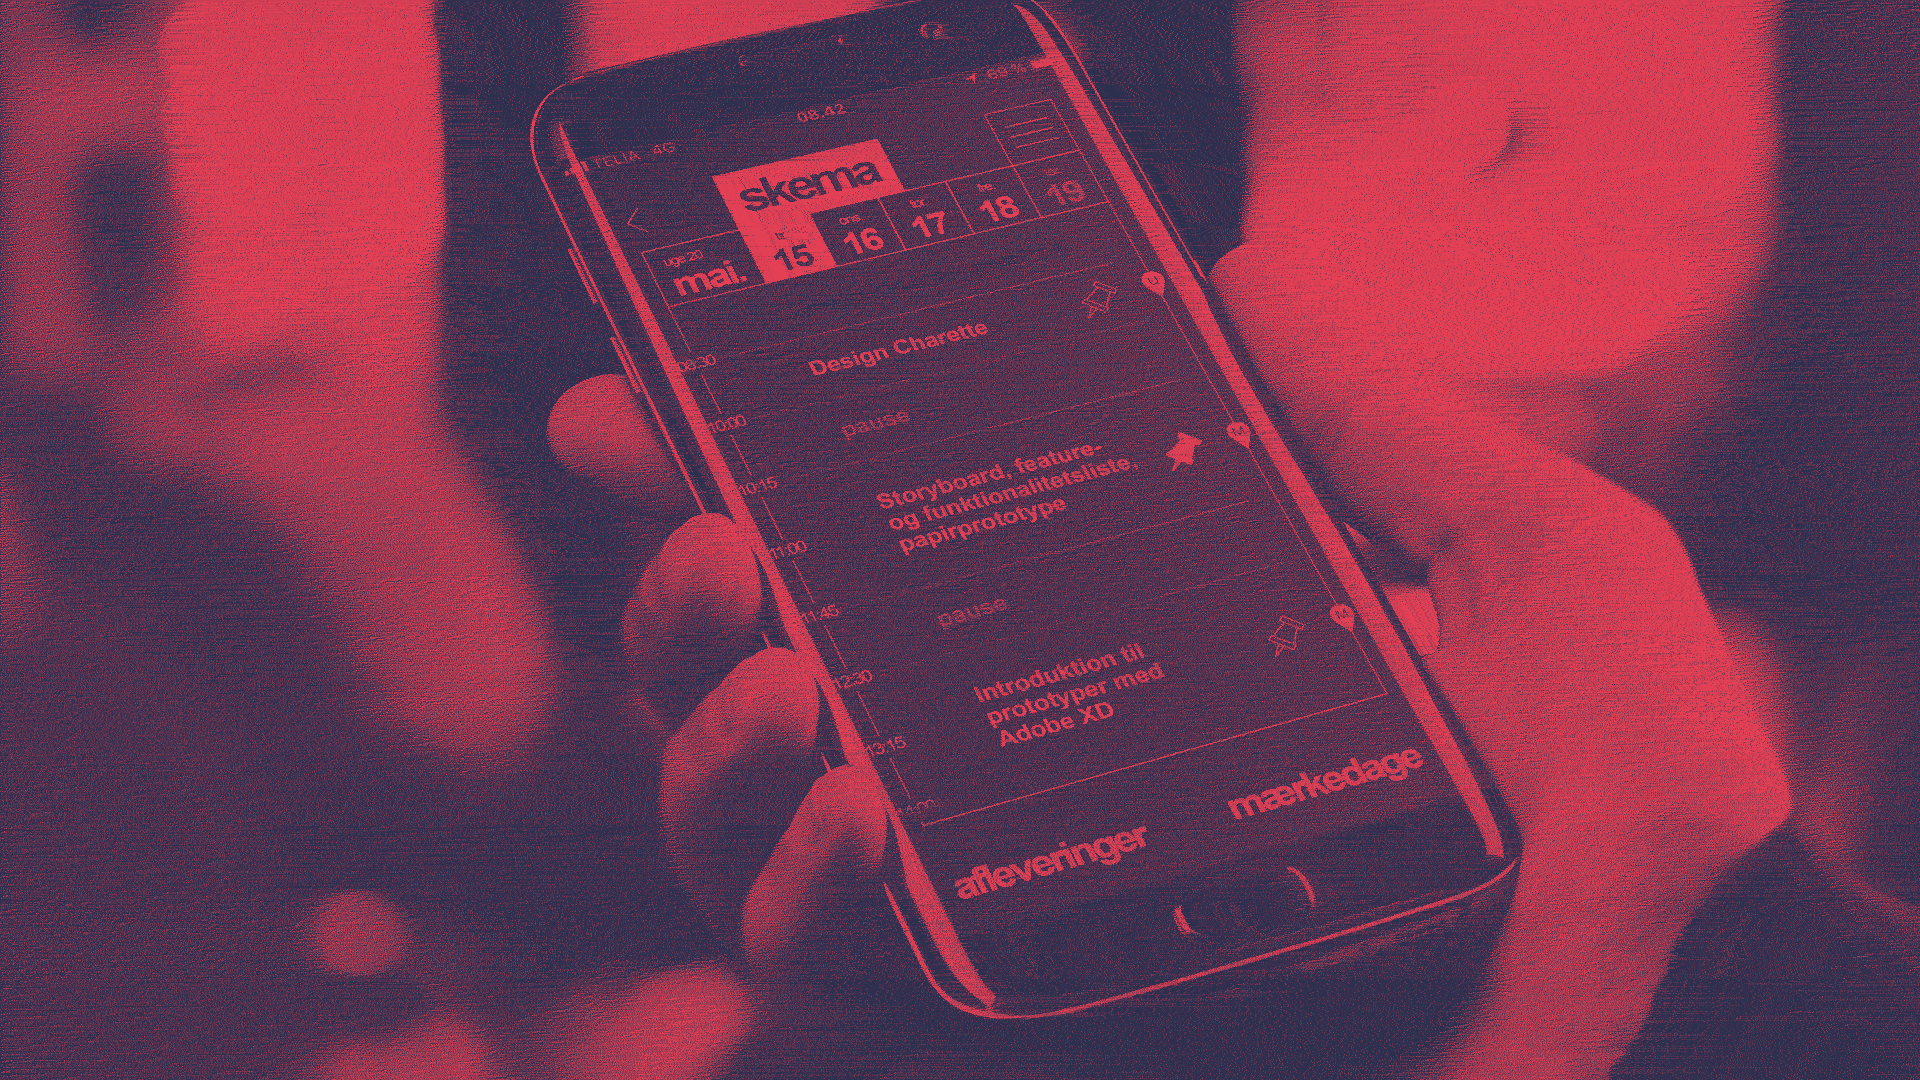 TELIA 4G
08.42
69 %
skema
uge 20
mai.
15
ons
16
tor
17
fre
18
19
08:30
Design Charette
10:00
pause
10:15
Storyboard, feature-
og funktionalitetsliste,
papirprototype
11:00
11:45
pause
12:30
Introduktion til
prototyper med
Adobe XD
13:15
14:00
afleveringer
mærkedage